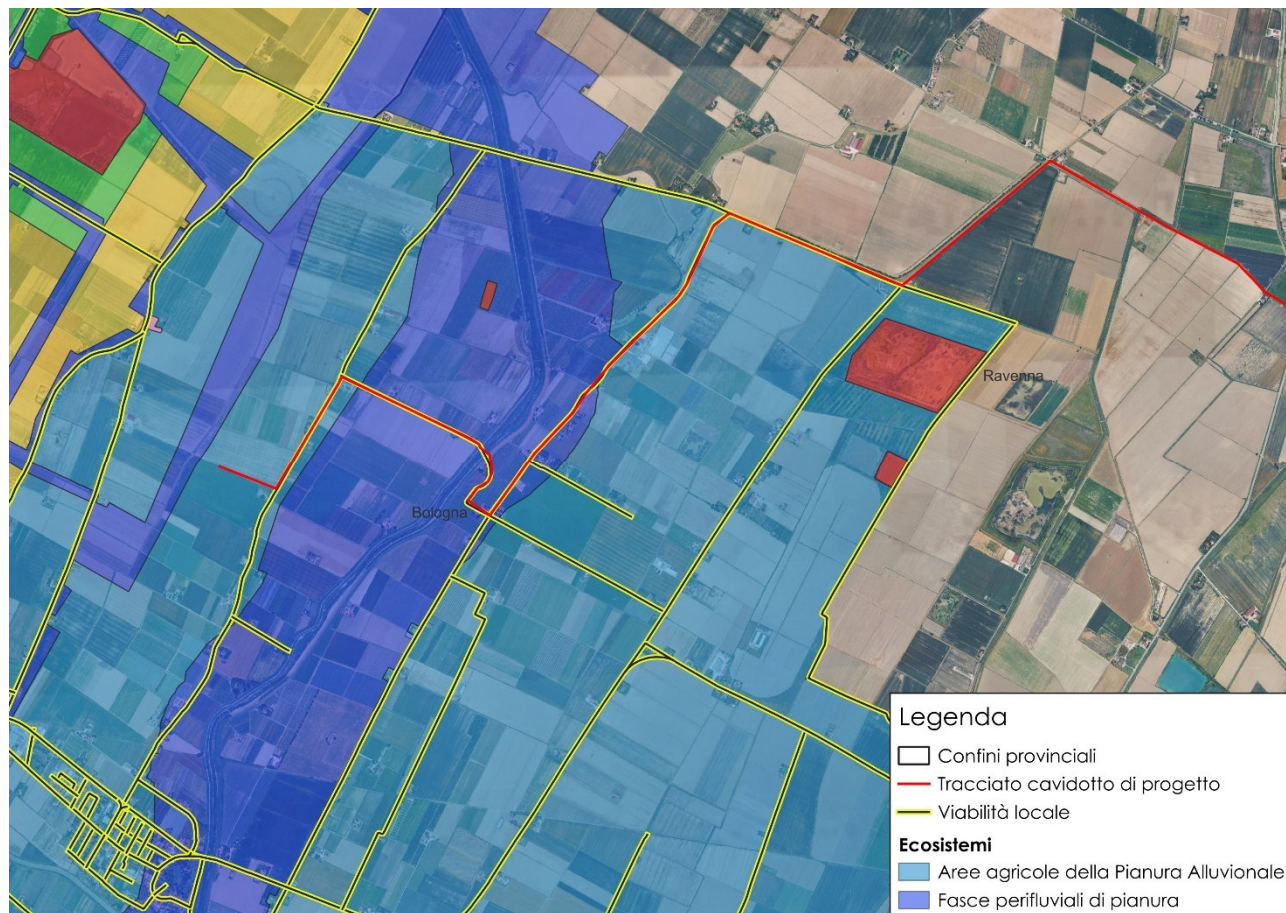 Ravenna
Bologna
Legenda
Confini provinciali
Tracciato cavidotto di progetto
Viabilità locale
Ecosistemi
Aree agricole della Pianura Alluvionale
Fasce perifluviali di pianura